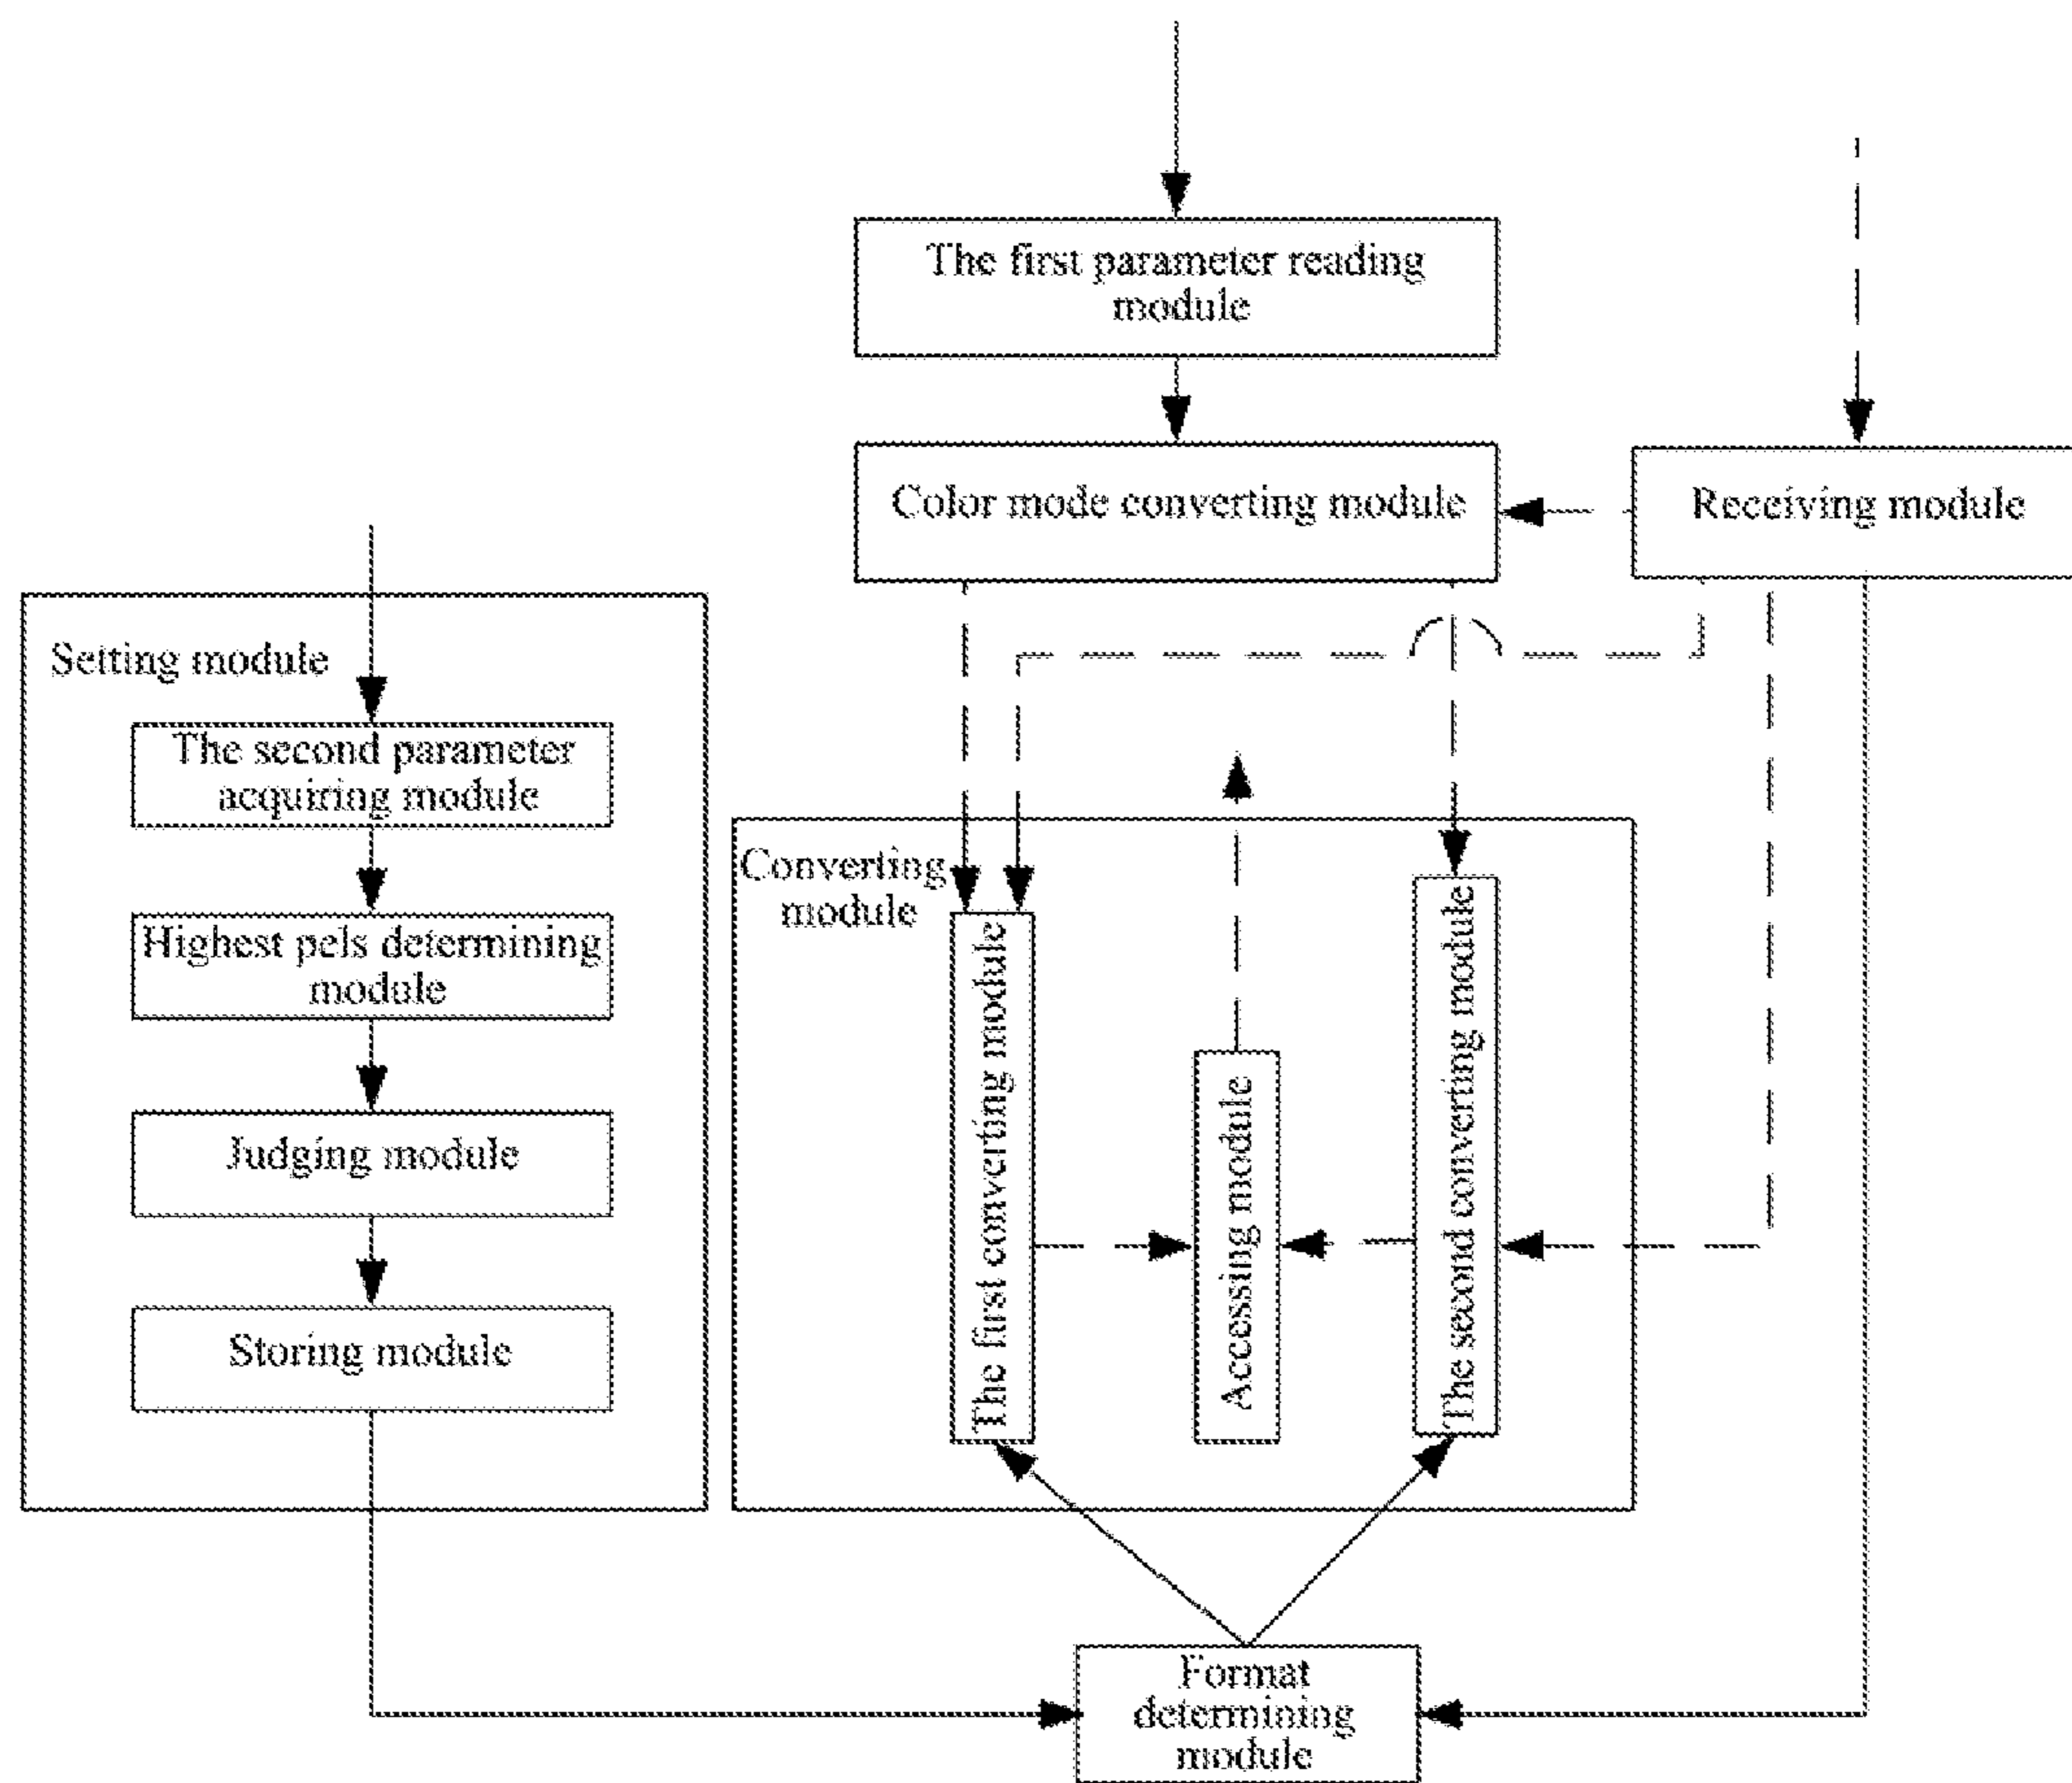 The first parameter reading
module
Color mode converting module
Receiving module
Setting module
The second parameter
acquiring module
Highest pels determining
module
Judging module
Storing module
Converting
module
The first converting module
Accessing module
The second converting module
Format
determining
module